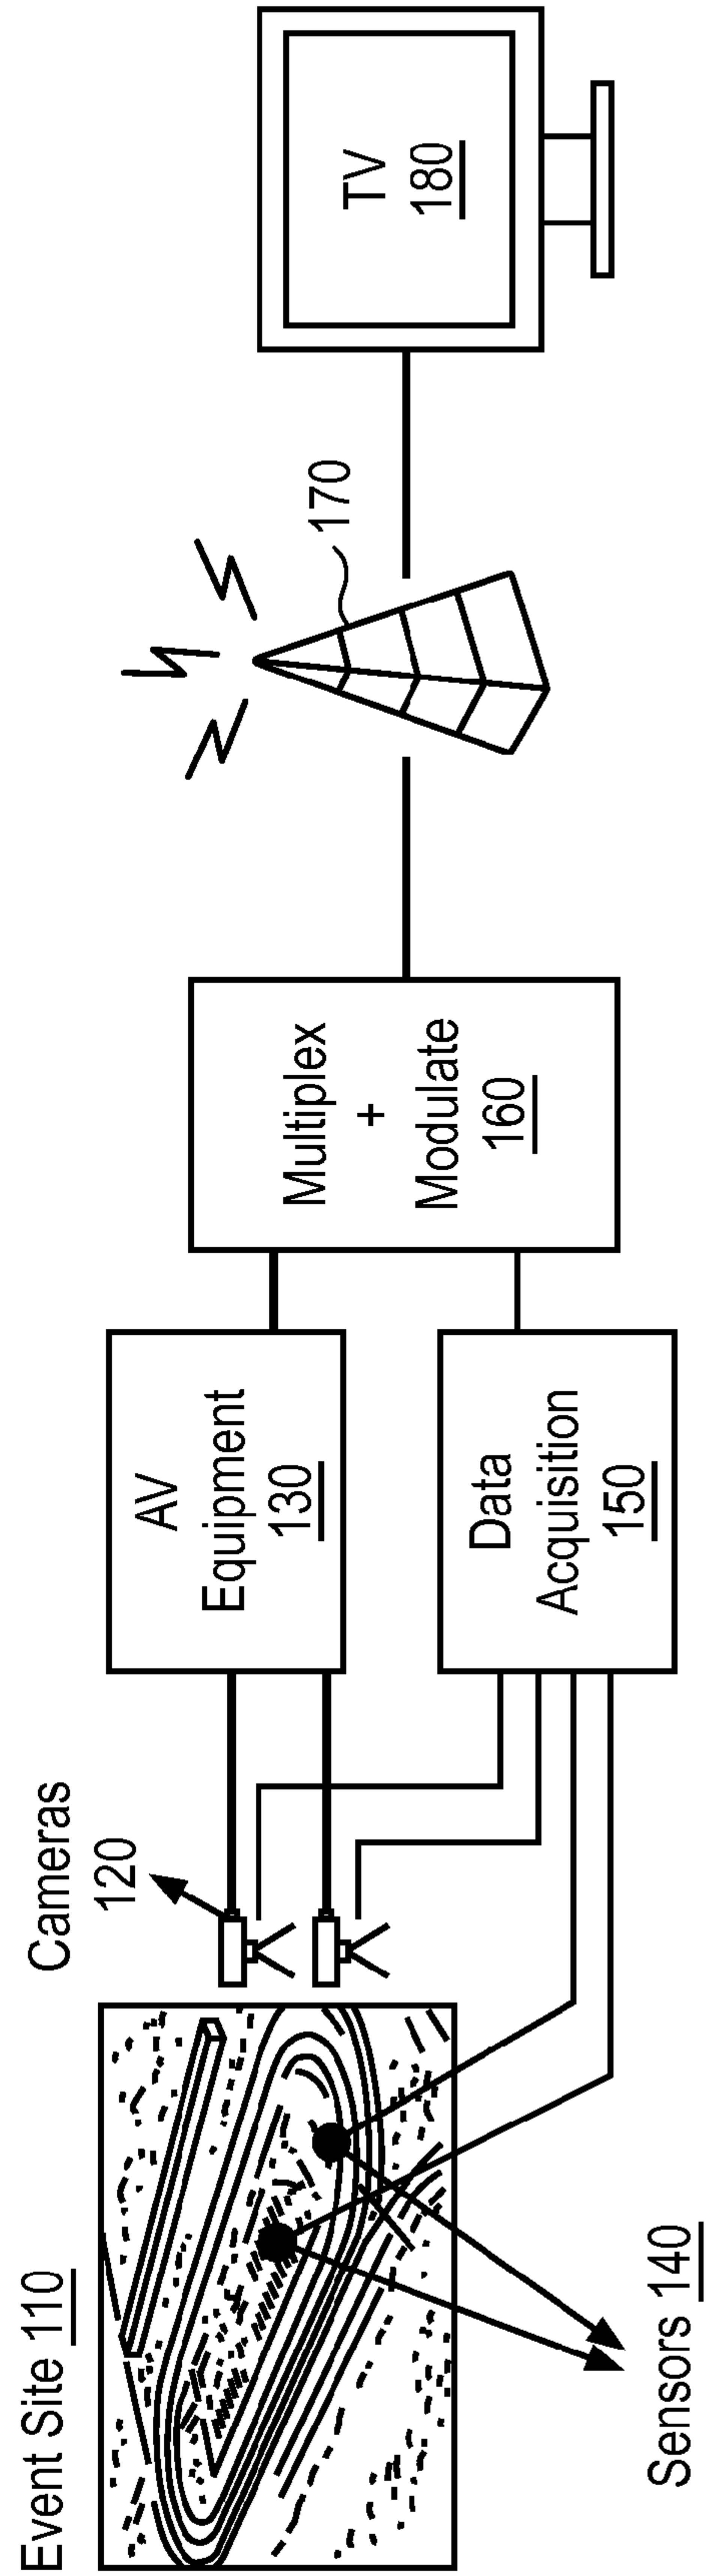 Event Site 110
Cameras
120
AV
Equipment
130
Sensors 140
Data
Acquisition
150
Multiplex
+
Modulate
160
170
TV
180